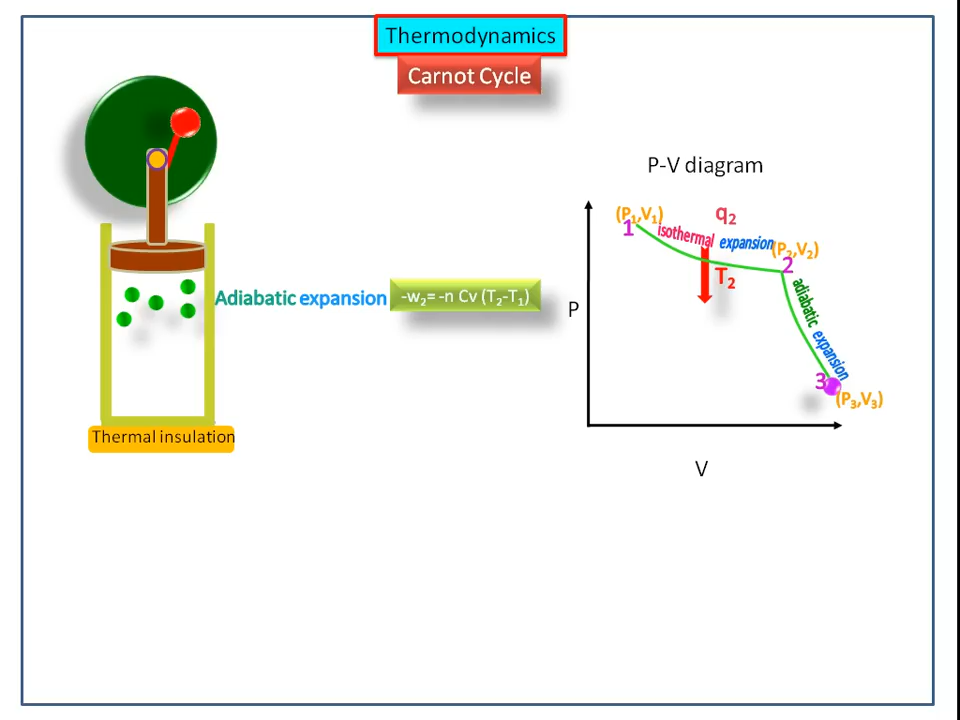 Thermodynamics
Carnot Cycle
P-V diagram
(P₁,V₁)
1
q₂
isothermal expansion
(P₂,V₂)
2
T₂
Adiabatic expansion
-w₂= -n Cv (T₂-T₁)
P
adiabatic expansion
3
(P₃,V₃)
Thermal insulation
V